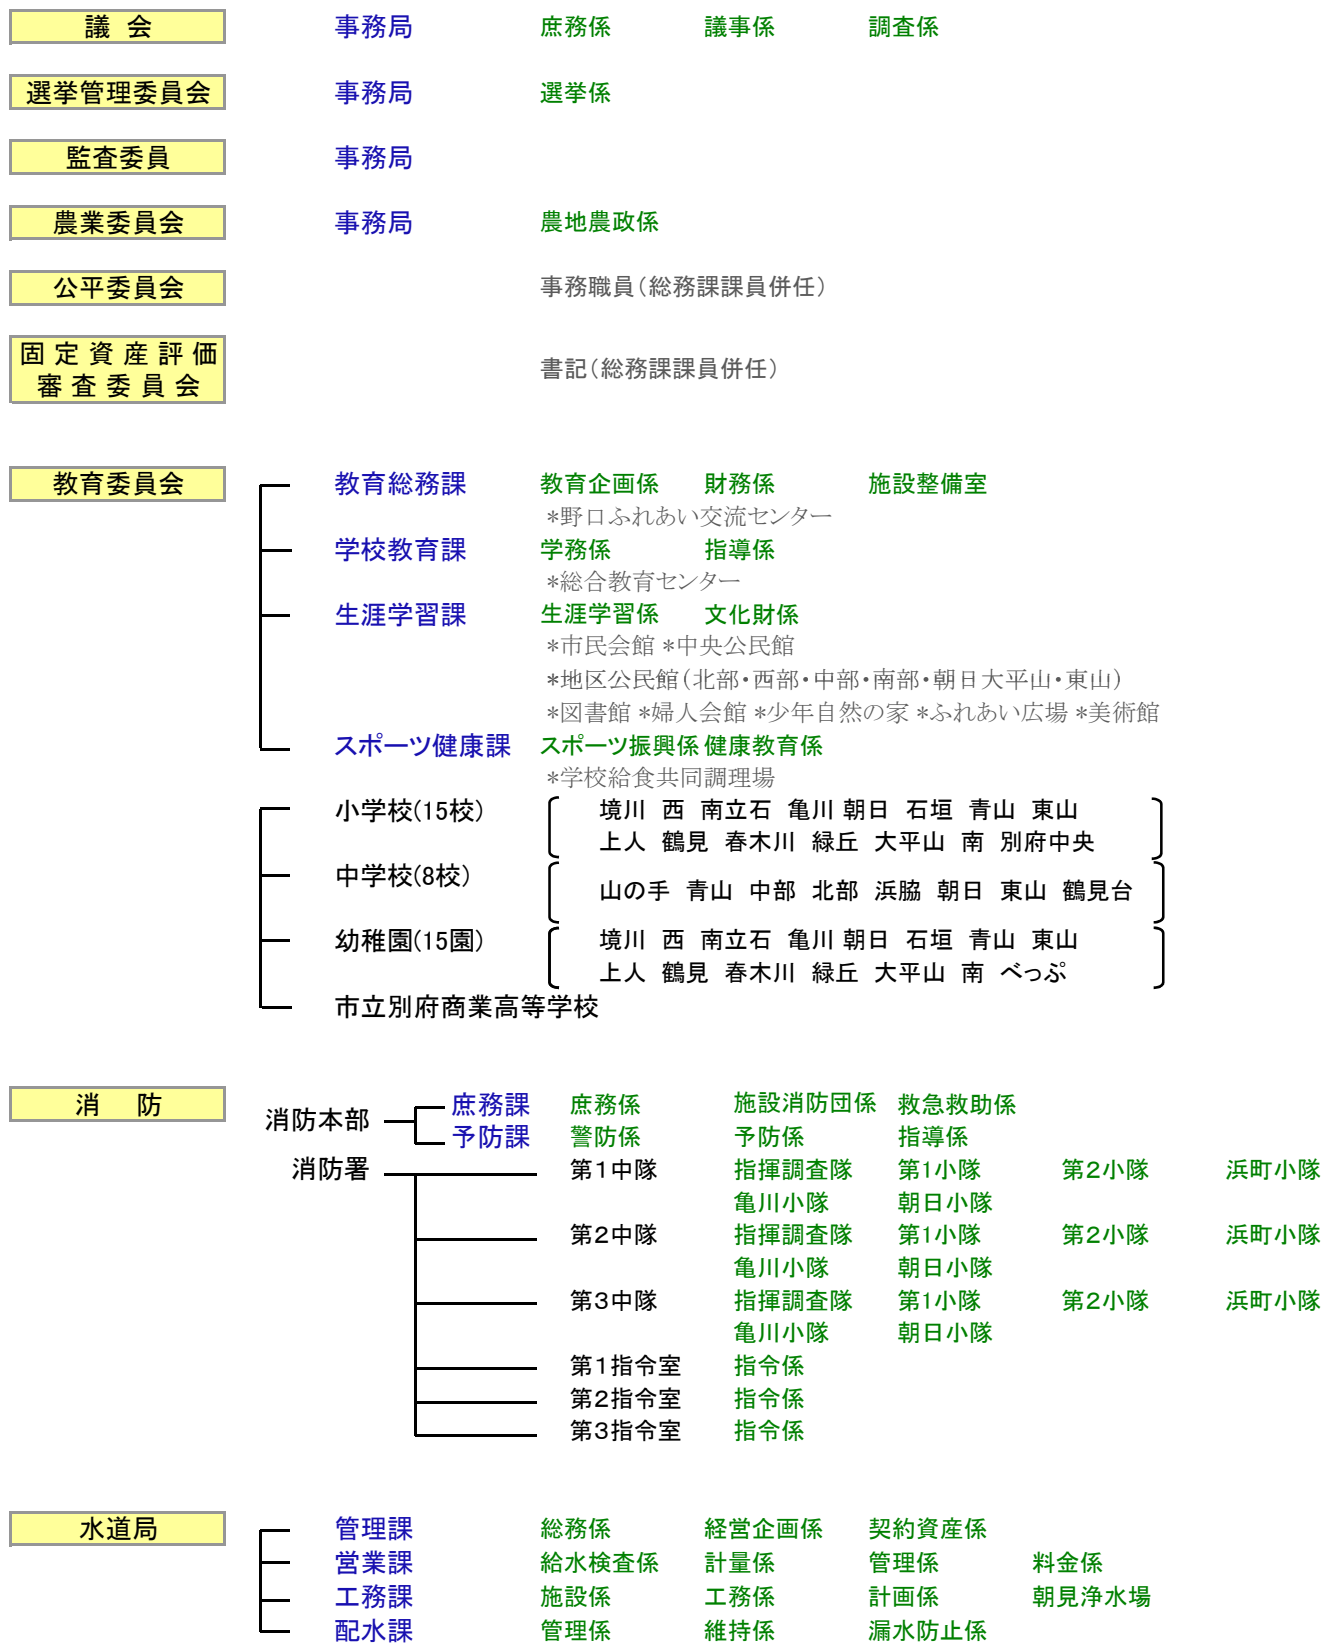 議 会 事務局 庶務係 議事係 調査係
選挙管理委員会 事務局 選挙係
監査委員 事務局
農業委員会 事務局 農地農政係
公平委員会 事務職員（総務課課員併任）
固 定 資 産 評 価
審 査 委 員 会 書記（総務課課員併任）
教育委員会 教育総務課 教育企画係 財務係 施設整備室
*野口ふれあい交流センター
学校教育課 学務係 指導係
*総合教育センター
生涯学習課 生涯学習係 文化財係
*市民会館 *中央公民館
*地区公民館（北部・西部・中部・南部・朝日大平山・東山）
*図書館 *婦人会館 *少年自然の家 *ふれあい広場 *美術館
スポーツ健康課 スポーツ振興係 健康教育係
*学校給食共同調理場
小学校(15校) 境川 西 南立石 亀川 朝日 石垣 青山 東山
上人 鶴見 春木川 緑丘 大平山 南 別府中央
中学校(8校) 山の手 青山 中部 北部 浜脇 朝日 東山 鶴見台
幼稚園(15園) 境川 西 南立石 亀川 朝日 石垣 青山 東山
上人 鶴見 春木川 緑丘 大平山 南 べっぷ
市立別府商業高等学校
消 防 消防本部 庶務課 庶務係 施設消防団係 救急救助係
予防課 警防係 予防係 指導係
消防署 第1中隊 指揮調査隊 第1小隊 第2小隊 浜町小隊
亀川小隊 朝日小隊
第2中隊 指揮調査隊 第1小隊 第2小隊 浜町小隊
亀川小隊 朝日小隊
第3中隊 指揮調査隊 第1小隊 第2小隊 浜町小隊
亀川小隊 朝日小隊
第1指令室 指令係
第2指令室 指令係
第3指令室 指令係
水道局 管理課 総務係 経営企画係 契約資産係
営業課 給水検査係 計量係 管理係 料金係
工務課 施設係 工務係 計画係 朝見浄水場
配水課 管理係 維持係 漏水防止係